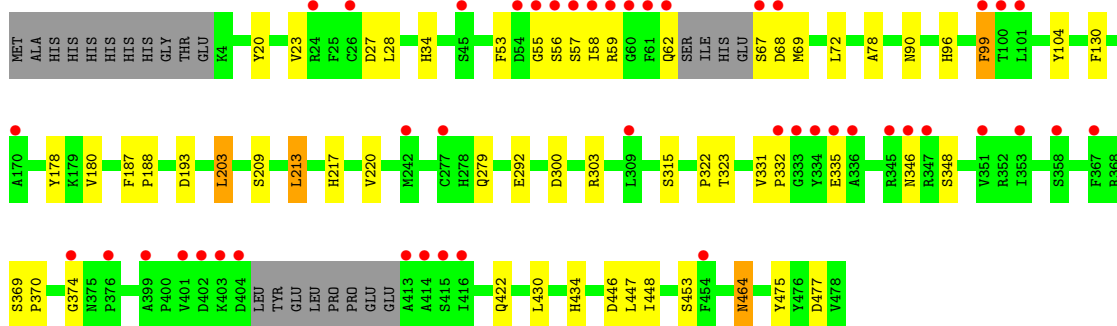 MET ALA HIS HIS HIS HIS HIS HIS GLY THR GLU K4 Y20 V23 R24 F25 C26 D27 L28 H34 S45 F53 D54 G55 S56 S57 I58 R59 G60 F61 Q62 SER ILE HIS GLU S67 D68 M69 L72 A78 N90 H96 F99 T100 L101 Y104 F130
A170 Y178 K179 V180 F187 P188 D193 L203 S209 L213 H217 V220 M242 C277 H278 Q279 E292 D300 R303 L309 S315 P322 T323 V331 P332 G333 Y334 E335 A336 R345 N346 R347 S348 V351 R352 I353 S358 F367 R368
S369 P370 G374 N375 P376 A399 P400 V401 D402 K403 D404 LEU TYR GLU LEU PRO PRO GLU GLU A413 A414 S415 I416 Q422 L430 H434 D446 L447 I448 S453 F454 N464 Y475 Y476 D477 V478